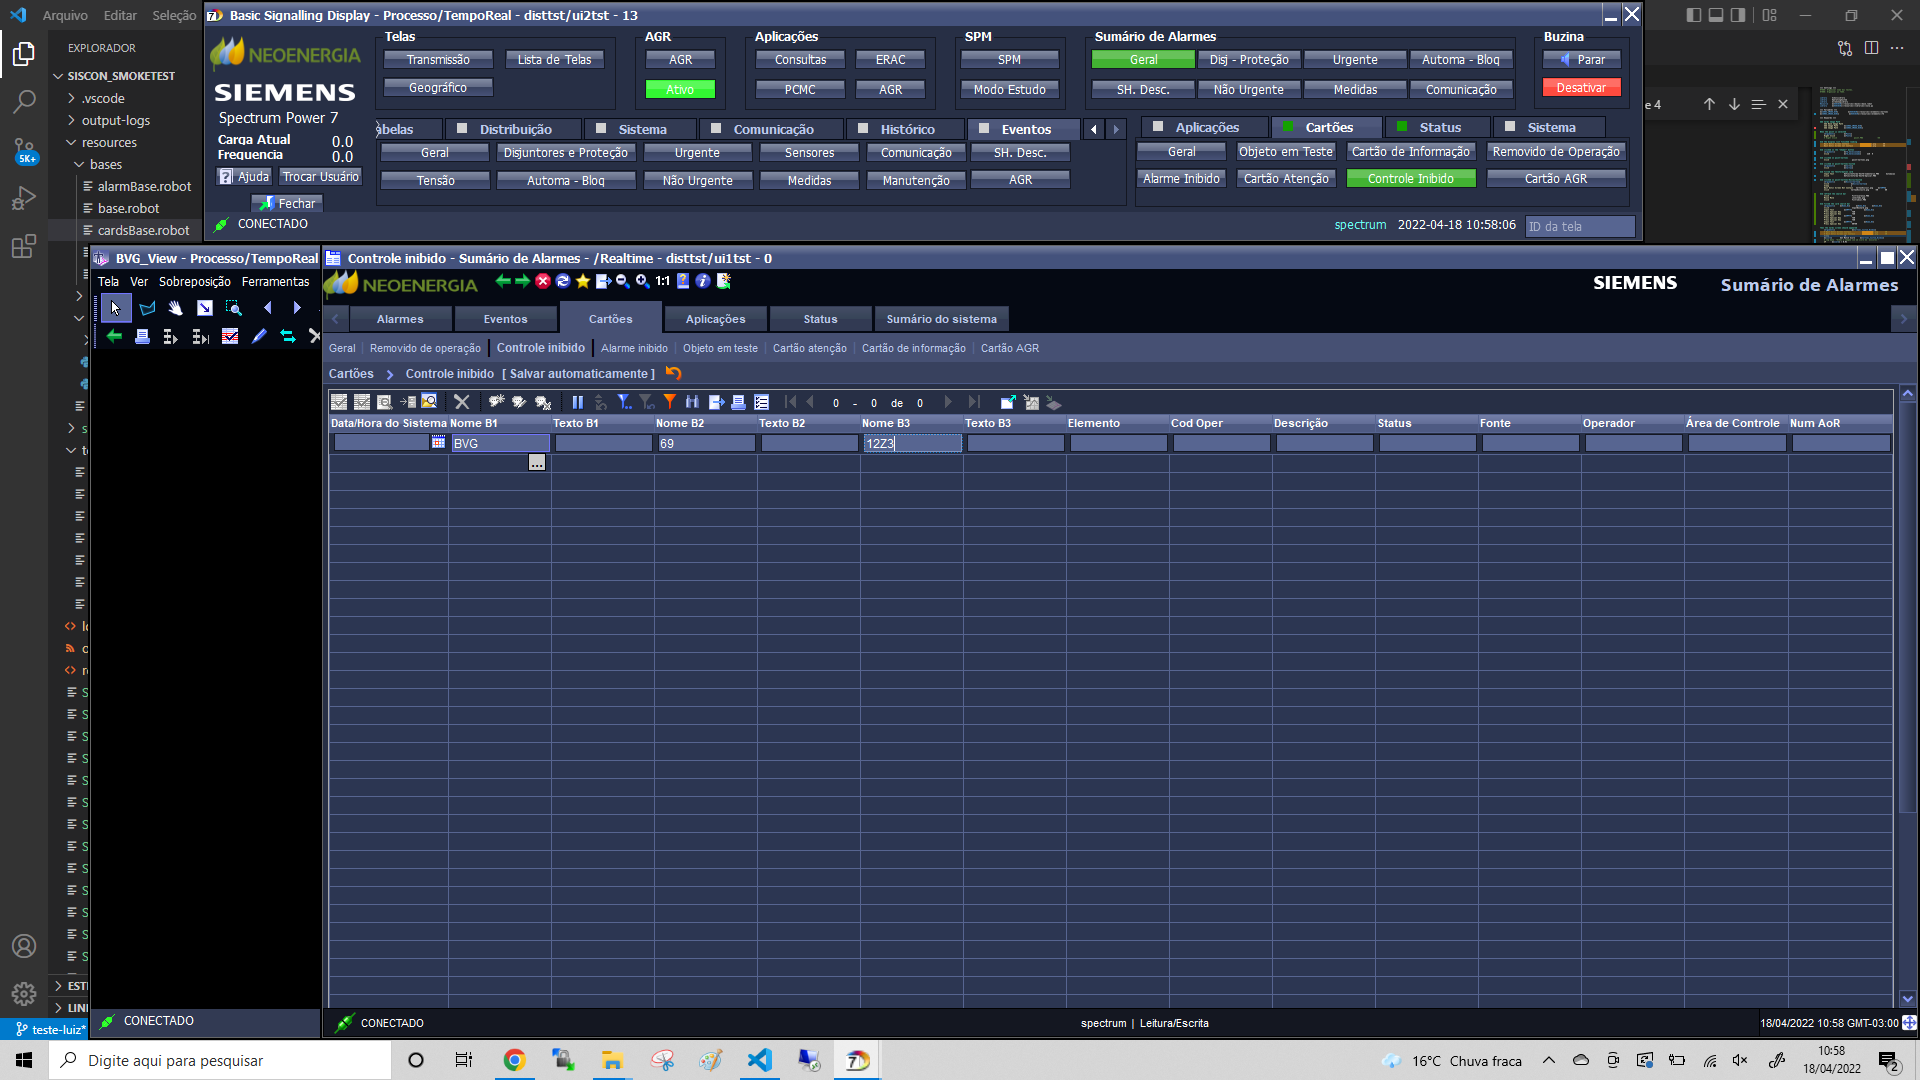 Arquivo Editar Seleção
EXPLORADOR
SISCON_SMOKETEST
.vscode
output-logs
resources
bases
alarmBase.robot
base.robot
cardsBase.robot
5K+
Basic Signalling Display - Processo/TempoReal - disttst/ui2tst - 13
NEOENERGIA
SIEMENS
Spectrum Power 7
Carga Atual 0.0
Frequencia 0.0
Ajuda Trocar Usuário
Fechar
CONECTADO
Telas
Transmissão Lista de Telas
Geográfico
AGR
AGR
Ativo
Aplicações
Consultas ERAC
PCMC AGR
SPM
SPM
Modo Estudo
Sumário de Alarmes
Geral Disj - Proteção Urgente Automa - Bloq
SH. Desc. Não Urgente Medidas Comunicação
Buzina
Parar
Desativar
abelas Distribuição Sistema Comunicação Histórico Eventos
Geral Disjuntores e Proteção Urgente Sensores Comunicação SH. Desc.
Tensão Automa - Bloq Não Urgente Medidas Manutenção AGR
Aplicações Cartões Status Sistema
Geral Objeto em Teste Cartão de Informação Removido de Operação
Alarme Inibido Cartão Atenção Controle Inibido Cartão AGR
spectrum 2022-04-18 10:58:06 ID da tela
e 4
BVG_View - Processo/TempoReal
Tela Ver Sobreposição Ferramentas
CONECTADO
Controle inibido - Sumário de Alarmes - /Realtime - disttst/ui1tst - 0
NEOENERGIA
1:1
SIEMENS Sumário de Alarmes
Alarmes Eventos Cartões Aplicações Status Sumário do sistema
Geral Removido de operação Controle inibido Alarme inibido Objeto em teste Cartão atenção Cartão de informação Cartão AGR
Cartões Controle inibido [ Salvar automaticamente ]
0 - 0 de 0
Data/Hora do Sistema Nome B1 Texto B1 Nome B2 Texto B2 Nome B3 Texto B3 Elemento Cod Oper Descrição Status Fonte Operador Área de Controle Num AoR
BVG 69 12Z3
...
CONECTADO
spectrum | Leitura/Escrita
18/04/2022 10:58 GMT-03:00
teste-luiz*
Digite aqui para pesquisar
16°C Chuva fraca
10:58
18/04/2022
2